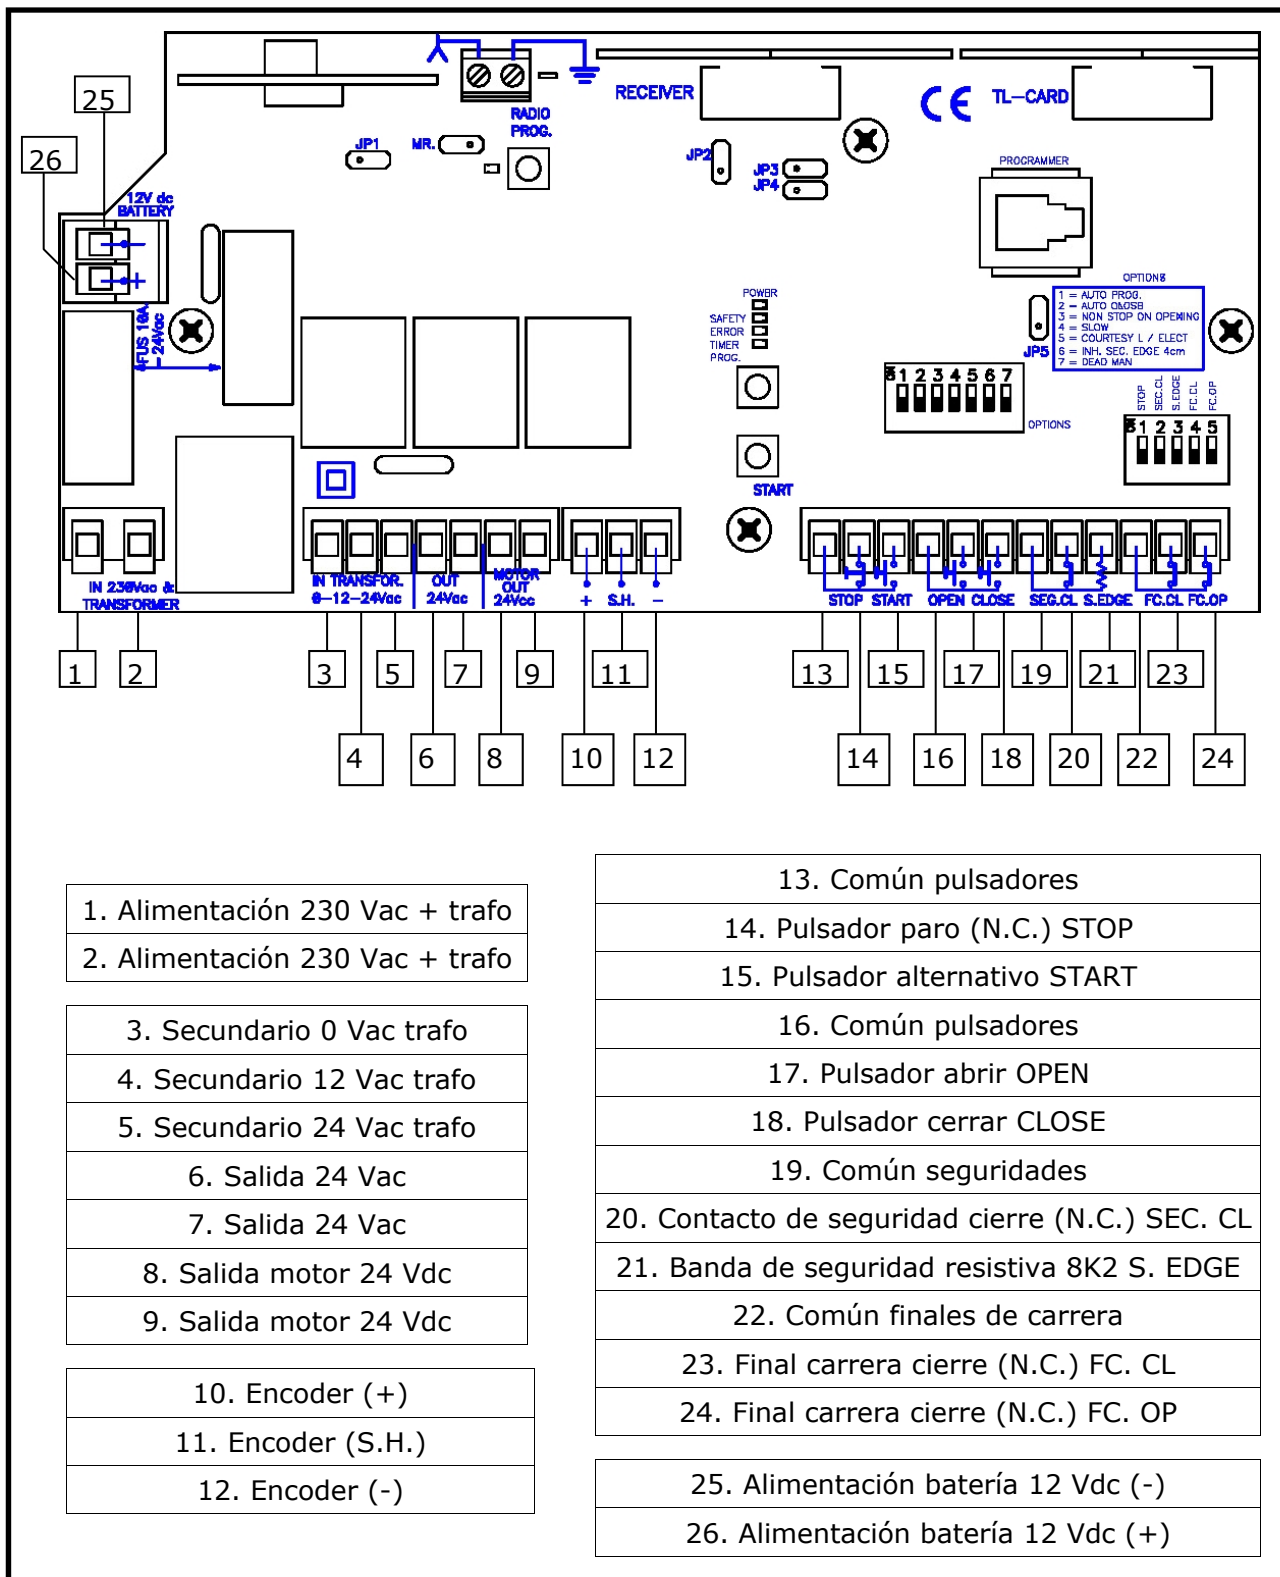 25
26
RECEIVER
CE
TL-CARD
RADIO
PROG.
JP1
MR.
JP2
JP3
JP4
PROGRAMMER
12V dc
BATTERY
- 
+
FUS 10A.
-24Vac
POWER
SAFETY
ERROR
TIMER
PROG.
JP5
OPTIONS
1 = AUTO PROG.
2 - AUTO CLOSE
3 = NON STOP ON OPENING
4 = SLOW
5 = COURTESY L / ELECT
6 = INH. SEC. EDGE 4cm
7 = DEAD MAN
1 2 3 4 5 6 7
OPTIONS
STOP
SEC.CL
S.EDGE
FC.CL
FC.OP
1 2 3 4 5
START
IN 230Vac &
TRANSFORMER
IN TRANSFOR.
0-12-24Vac
OUT
24Vac
MOTOR
OUT
24Vcc
+ S.H. -
STOP START
OPEN CLOSE
SEG.CL S.EDGE
FC.CL FC.OP
1 2 3 5 7 9 11 13 15 17 19 21 23
4 6 8 10 12 14 16 18 20 22 24
1. Alimentación 230 Vac + trafo
2. Alimentación 230 Vac + trafo
3. Secundario 0 Vac trafo
4. Secundario 12 Vac trafo
5. Secundario 24 Vac trafo
6. Salida 24 Vac
7. Salida 24 Vac
8. Salida motor 24 Vdc
9. Salida motor 24 Vdc
10. Encoder (+)
11. Encoder (S.H.)
12. Encoder (-)
13. Común pulsadores
14. Pulsador paro (N.C.) STOP
15. Pulsador alternativo START
16. Común pulsadores
17. Pulsador abrir OPEN
18. Pulsador cerrar CLOSE
19. Común seguridades
20. Contacto de seguridad cierre (N.C.) SEC. CL
21. Banda de seguridad resistiva 8K2 S. EDGE
22. Común finales de carrera
23. Final carrera cierre (N.C.) FC. CL
24. Final carrera cierre (N.C.) FC. OP
25. Alimentación batería 12 Vdc (-)
26. Alimentación batería 12 Vdc (+)